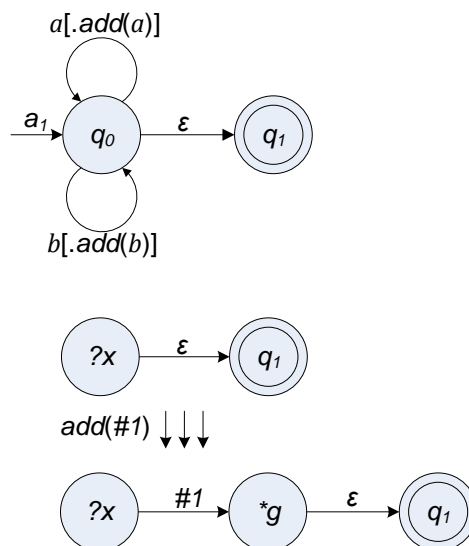 a[.add(a)]
a₁ q₀ ε q₁
b[.add(b)]
?x ε q₁
add(#1)
?x #1 *g ε q₁